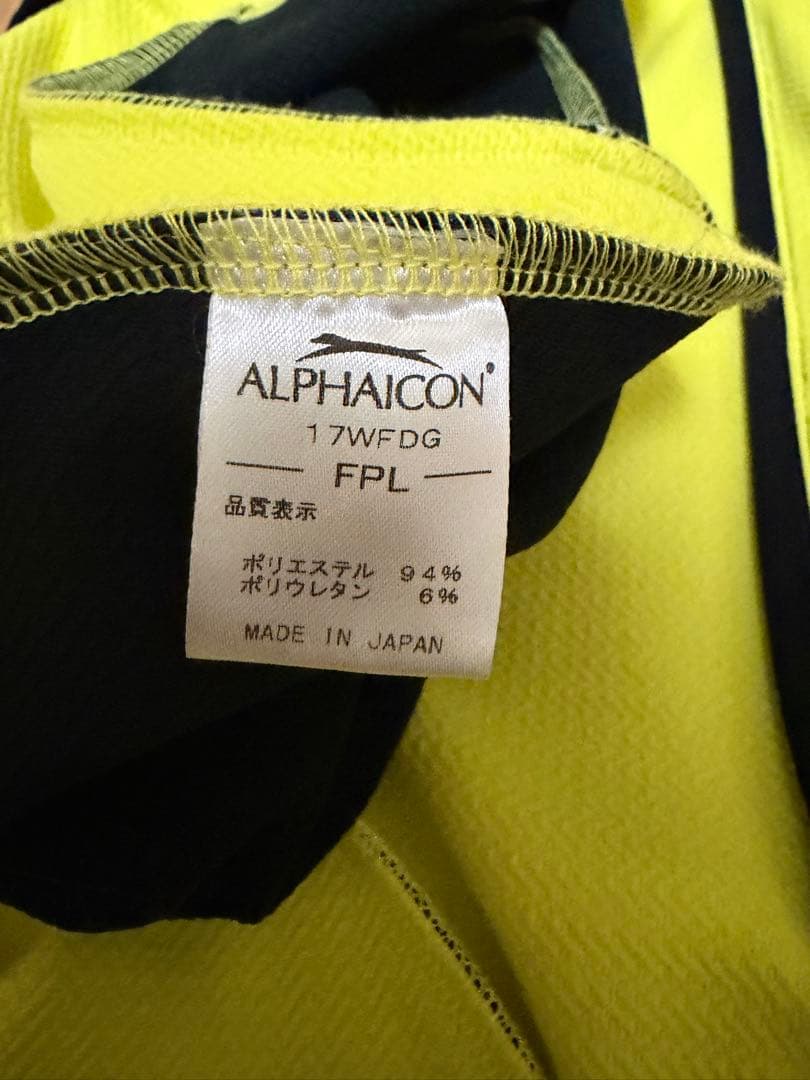 ALPHAICON®
17WFDG
FPL
品質表示
ポリエステル 94%
ポリウレタン 6%
MADE IN JAPAN